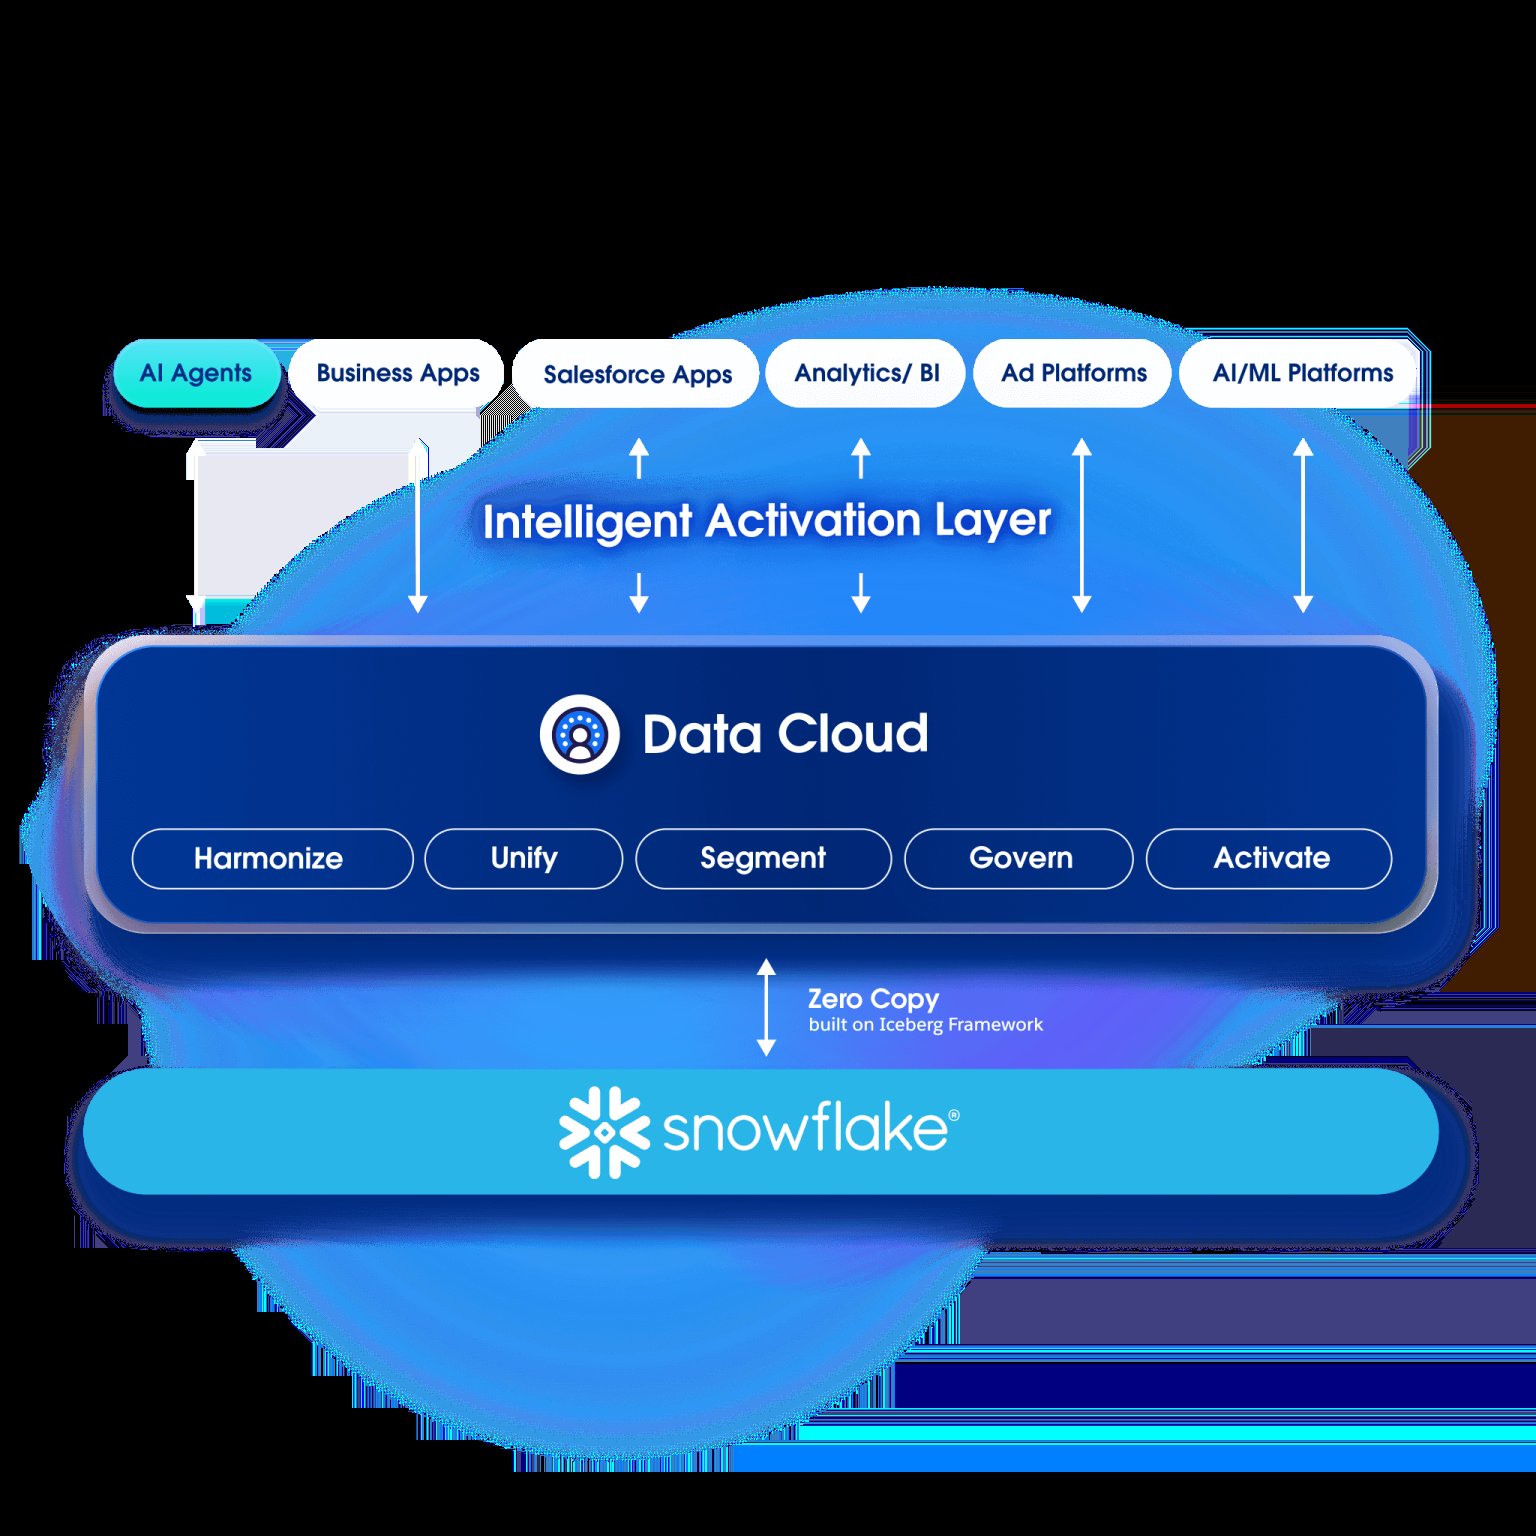 AI Agents
Business Apps
Salesforce Apps
Analytics/ BI
Ad Platforms
AI/ML Platforms
Intelligent Activation Layer
Data Cloud
Harmonize
Unify
Segment
Govern
Activate
Zero Copy
built on Iceberg Framework
snowflake®